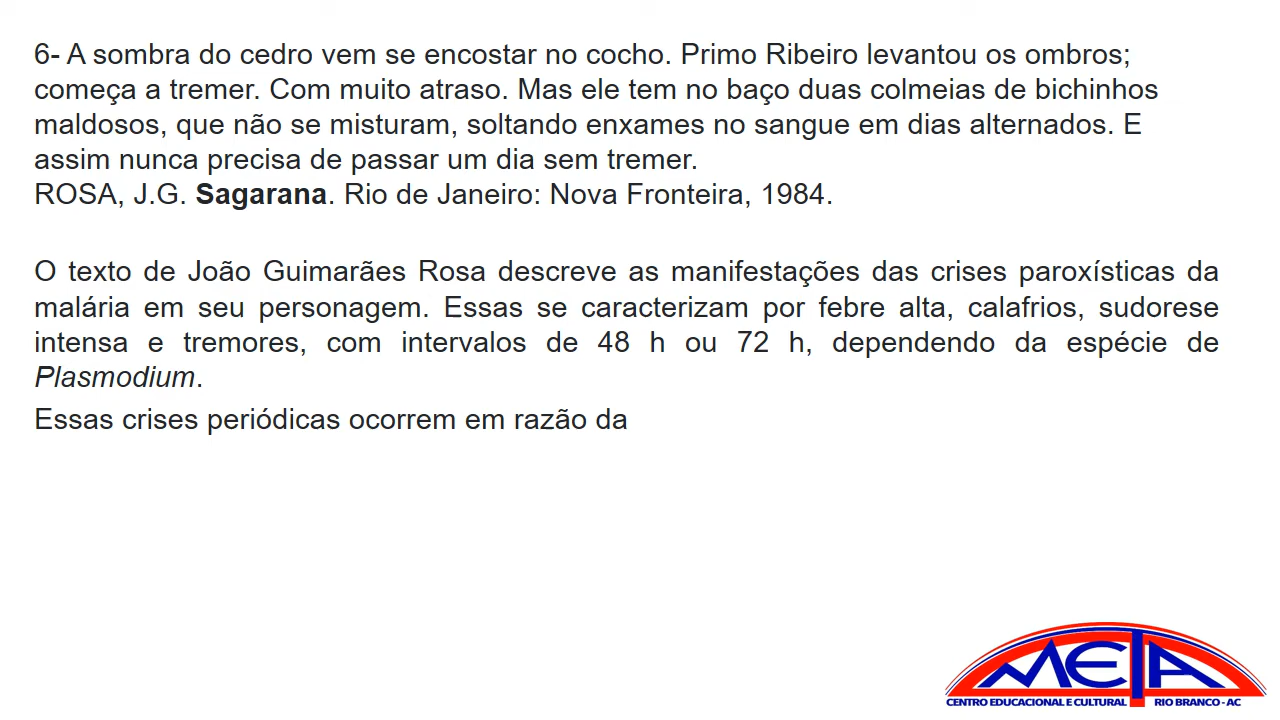 6- A sombra do cedro vem se encostar no cocho. Primo Ribeiro levantou os ombros;
começa a tremer. Com muito atraso. Mas ele tem no baço duas colmeias de bichinhos
maldosos, que não se misturam, soltando enxames no sangue em dias alternados. E
assim nunca precisa de passar um dia sem tremer.
ROSA, J.G. Sagarana. Rio de Janeiro: Nova Fronteira, 1984.
O texto de João Guimarães Rosa descreve as manifestações das crises paroxísticas da
malária em seu personagem. Essas se caracterizam por febre alta, calafrios, sudorese
intensa e tremores, com intervalos de 48 h ou 72 h, dependendo da espécie de
Plasmodium.
Essas crises periódicas ocorrem em razão da
META
CENTRO EDUCACIONAL E CULTURAL RIO BRANCO - AC